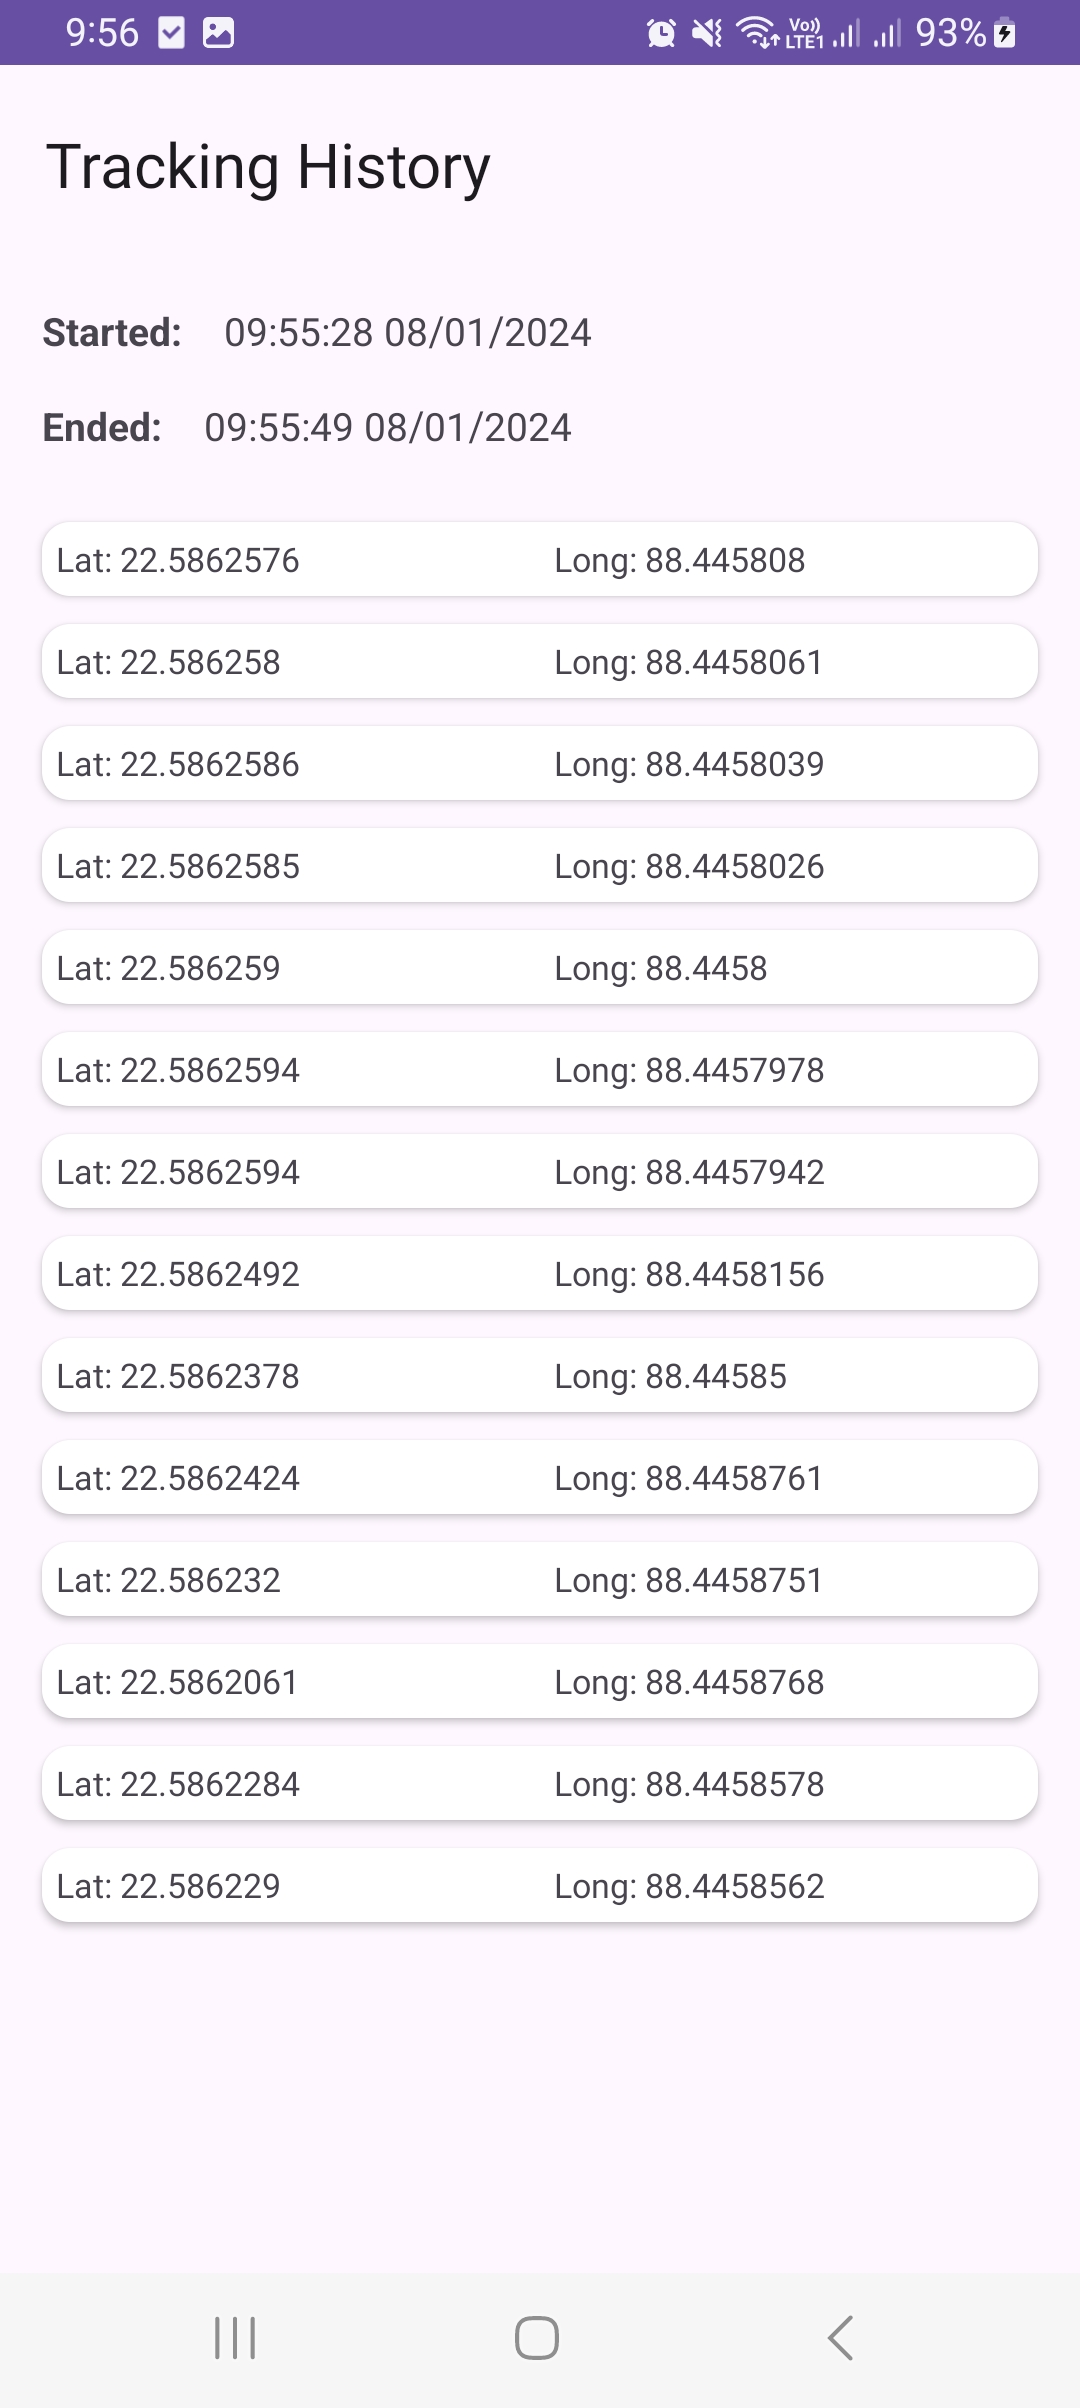 9:56 Vo)) LTE1 93%
Tracking History
Started: 09:55:28 08/01/2024
Ended: 09:55:49 08/01/2024
Lat: 22.5862576 Long: 88.445808
Lat: 22.586258 Long: 88.4458061
Lat: 22.5862586 Long: 88.4458039
Lat: 22.5862585 Long: 88.4458026
Lat: 22.586259 Long: 88.4458
Lat: 22.5862594 Long: 88.4457978
Lat: 22.5862594 Long: 88.4457942
Lat: 22.5862492 Long: 88.4458156
Lat: 22.5862378 Long: 88.44585
Lat: 22.5862424 Long: 88.4458761
Lat: 22.586232 Long: 88.4458751
Lat: 22.5862061 Long: 88.4458768
Lat: 22.5862284 Long: 88.4458578
Lat: 22.586229 Long: 88.4458562